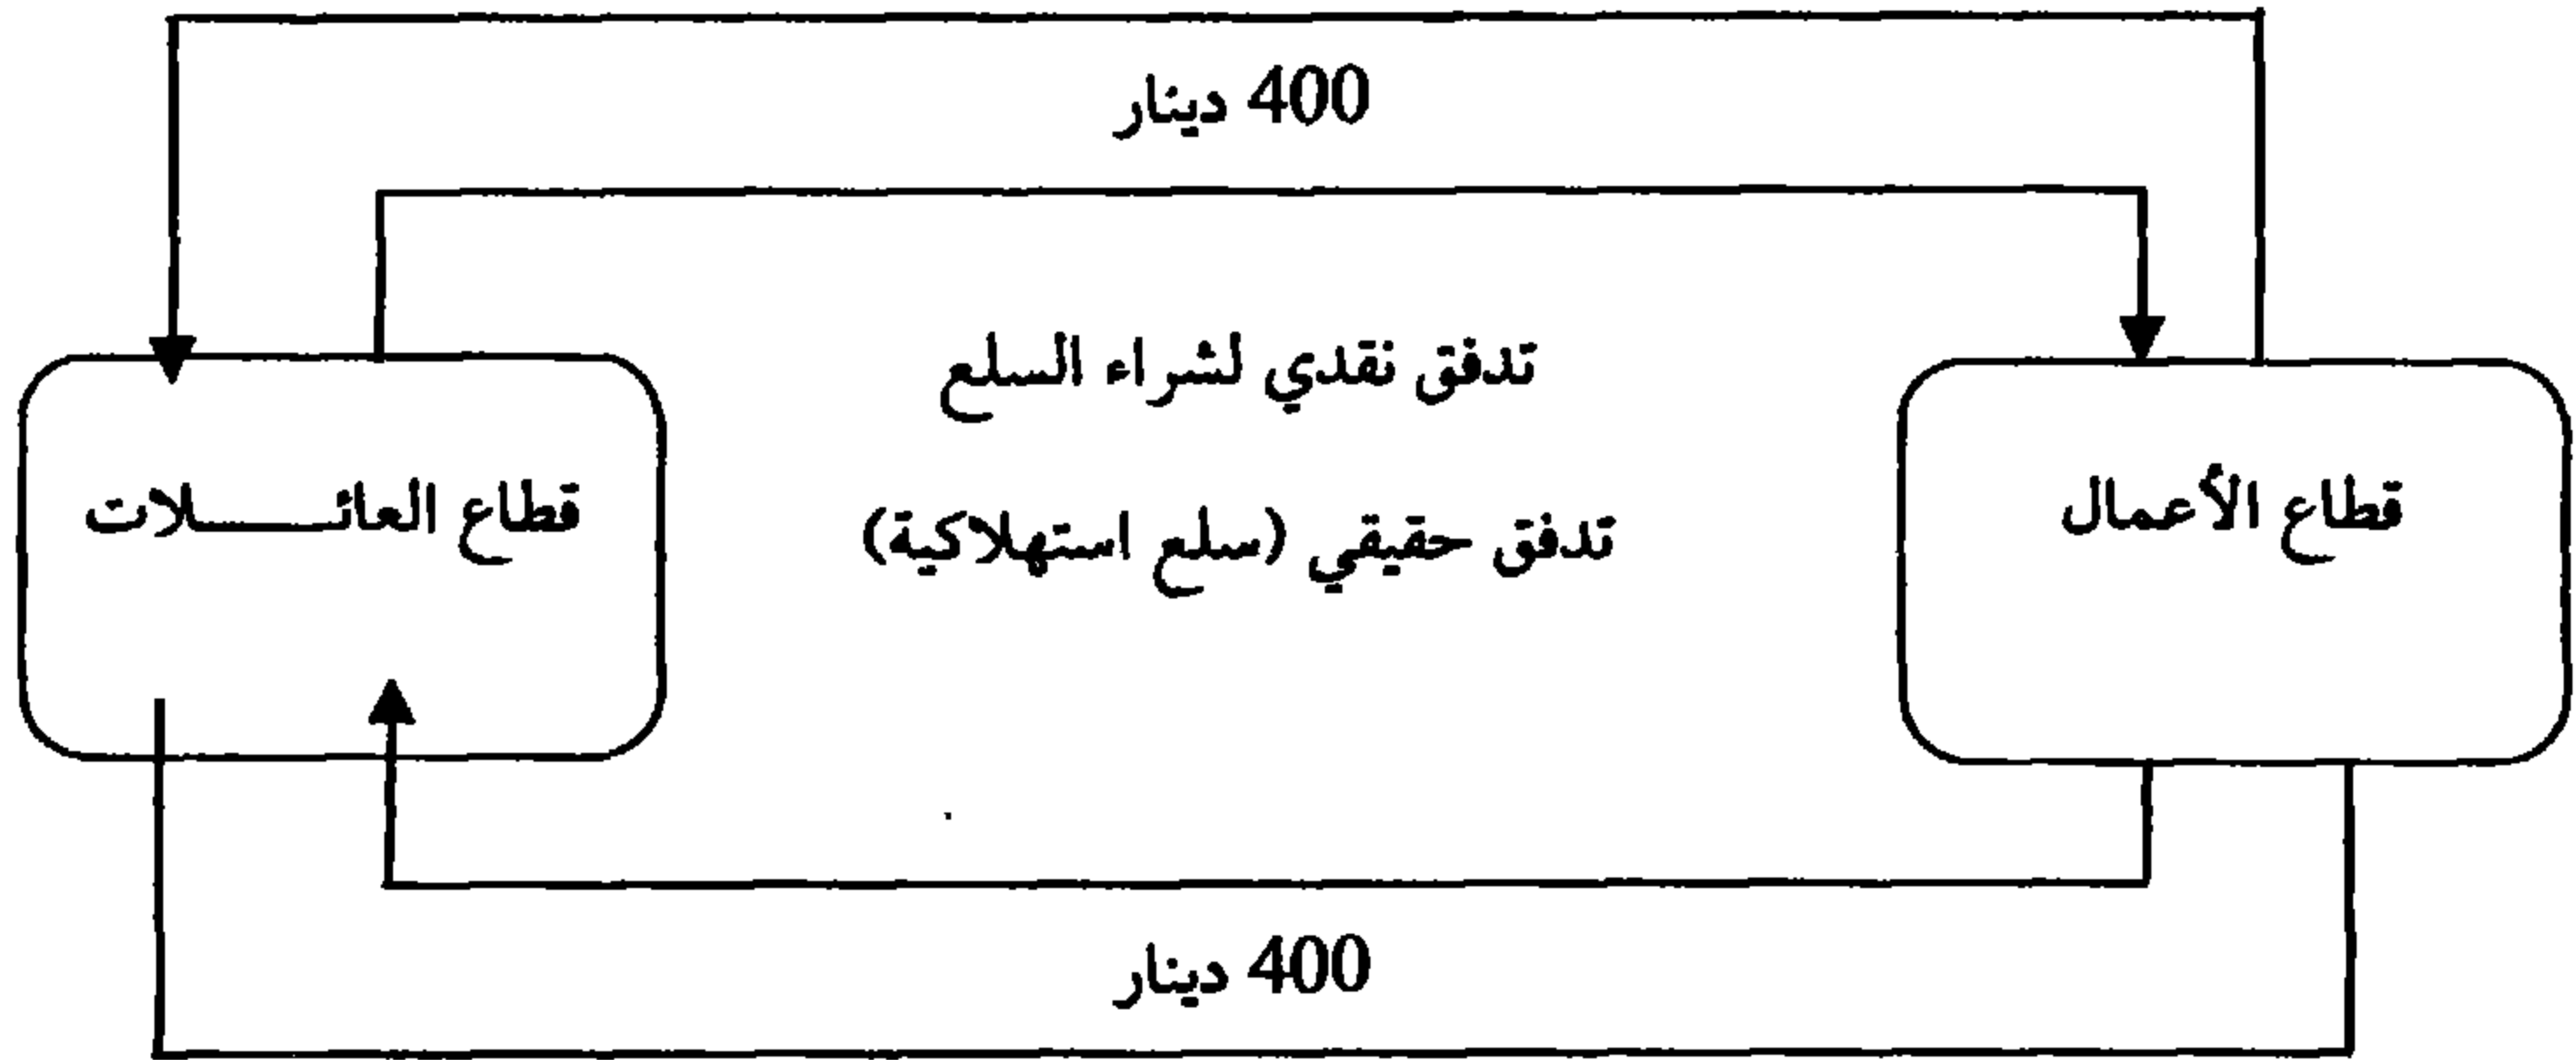 400 دينار
تدفق نقدي لشراء السلع
قطاع الأعمال
قطاع العائـــــلات
تدفق حقيقي (سلع استهلاكية)
400 دينار